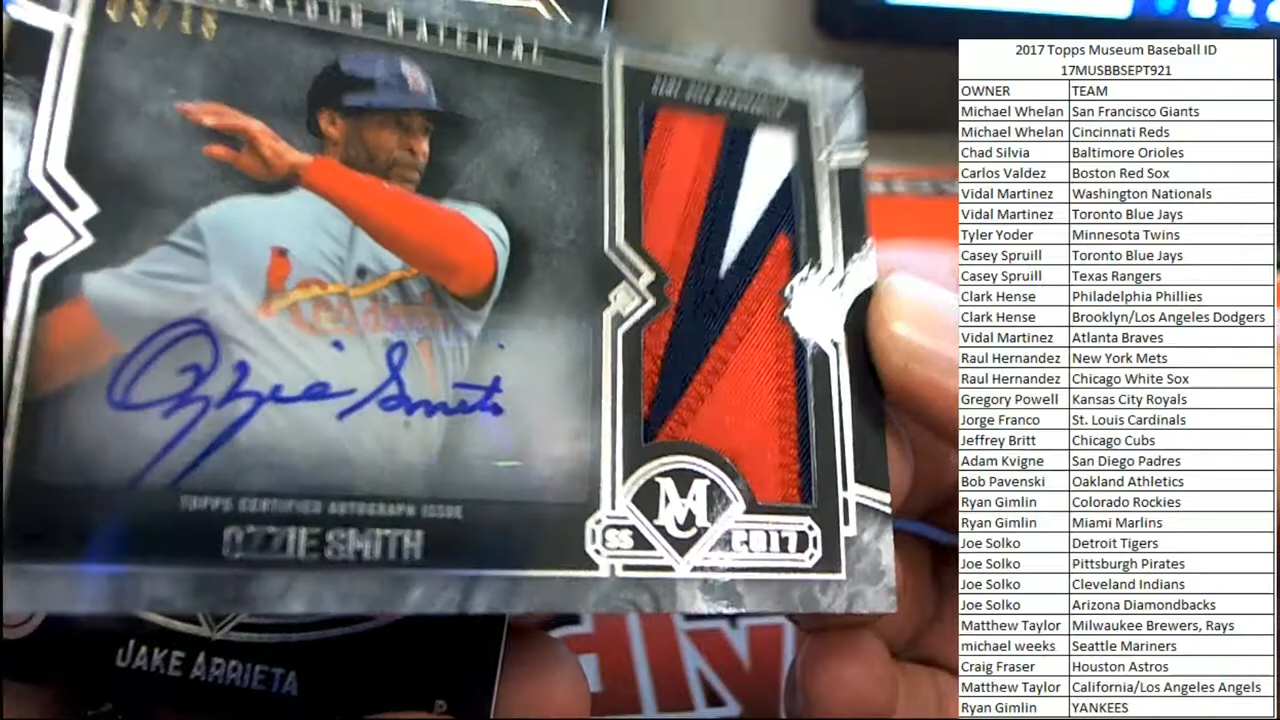 MATERIAL
Ozzie Smith
TOPPS CERTIFIED AUTOGRAPH ISSUE
OZZIE SMITH
SS
2017
JAKE ARRIETA
P
2017 Topps Museum Baseball ID
17MUSBBSEPT921
OWNER TEAM
Michael Whelan San Francisco Giants
Michael Whelan Cincinnati Reds
Chad Silvia Baltimore Orioles
Carlos Valdez Boston Red Sox
Vidal Martinez Washington Nationals
Vidal Martinez Toronto Blue Jays
Tyler Yoder Minnesota Twins
Casey Spruill Toronto Blue Jays
Casey Spruill Texas Rangers
Clark Hense Philadelphia Phillies
Clark Hense Brooklyn/Los Angeles Dodgers
Vidal Martinez Atlanta Braves
Raul Hernandez New York Mets
Raul Hernandez Chicago White Sox
Gregory Powell Kansas City Royals
Jorge Franco St. Louis Cardinals
Jeffrey Britt Chicago Cubs
Adam Kvigne San Diego Padres
Bob Pavenski Oakland Athletics
Ryan Gimlin Colorado Rockies
Ryan Gimlin Miami Marlins
Joe Solko Detroit Tigers
Joe Solko Pittsburgh Pirates
Joe Solko Cleveland Indians
Joe Solko Arizona Diamondbacks
Matthew Taylor Milwaukee Brewers, Rays
michael weeks Seattle Mariners
Craig Fraser Houston Astros
Matthew Taylor California/Los Angeles Angels
Ryan Gimlin YANKEES